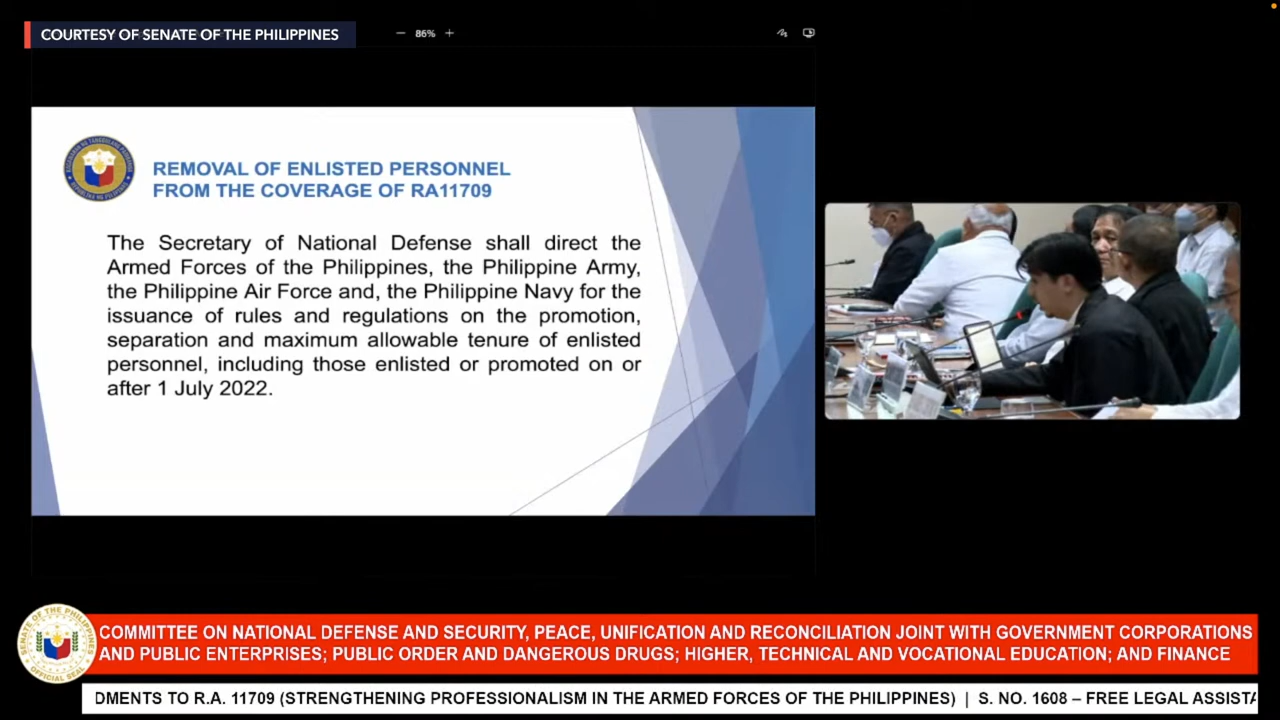 COURTESY OF SENATE OF THE PHILIPPINES
86%
REMOVAL OF ENLISTED PERSONNEL
FROM THE COVERAGE OF RA11709
The Secretary of National Defense shall direct the
Armed Forces of the Philippines, the Philippine Army,
the Philippine Air Force and, the Philippine Navy for the
issuance of rules and regulations on the promotion,
separation and maximum allowable tenure of enlisted
personnel, including those enlisted or promoted on or
after 1 July 2022.
SENATE OF THE PHILIPPINES
OFFICIAL SEAL
COMMITTEE ON NATIONAL DEFENSE AND SECURITY, PEACE, UNIFICATION AND RECONCILIATION JOINT WITH GOVERNMENT CORPORATIONS
AND PUBLIC ENTERPRISES; PUBLIC ORDER AND DANGEROUS DRUGS; HIGHER, TECHNICAL AND VOCATIONAL EDUCATION; AND FINANCE
DMENTS TO R.A. 11709 (STRENGTHENING PROFESSIONALISM IN THE ARMED FORCES OF THE PHILIPPINES) | S. NO. 1608 – FREE LEGAL ASSISTA